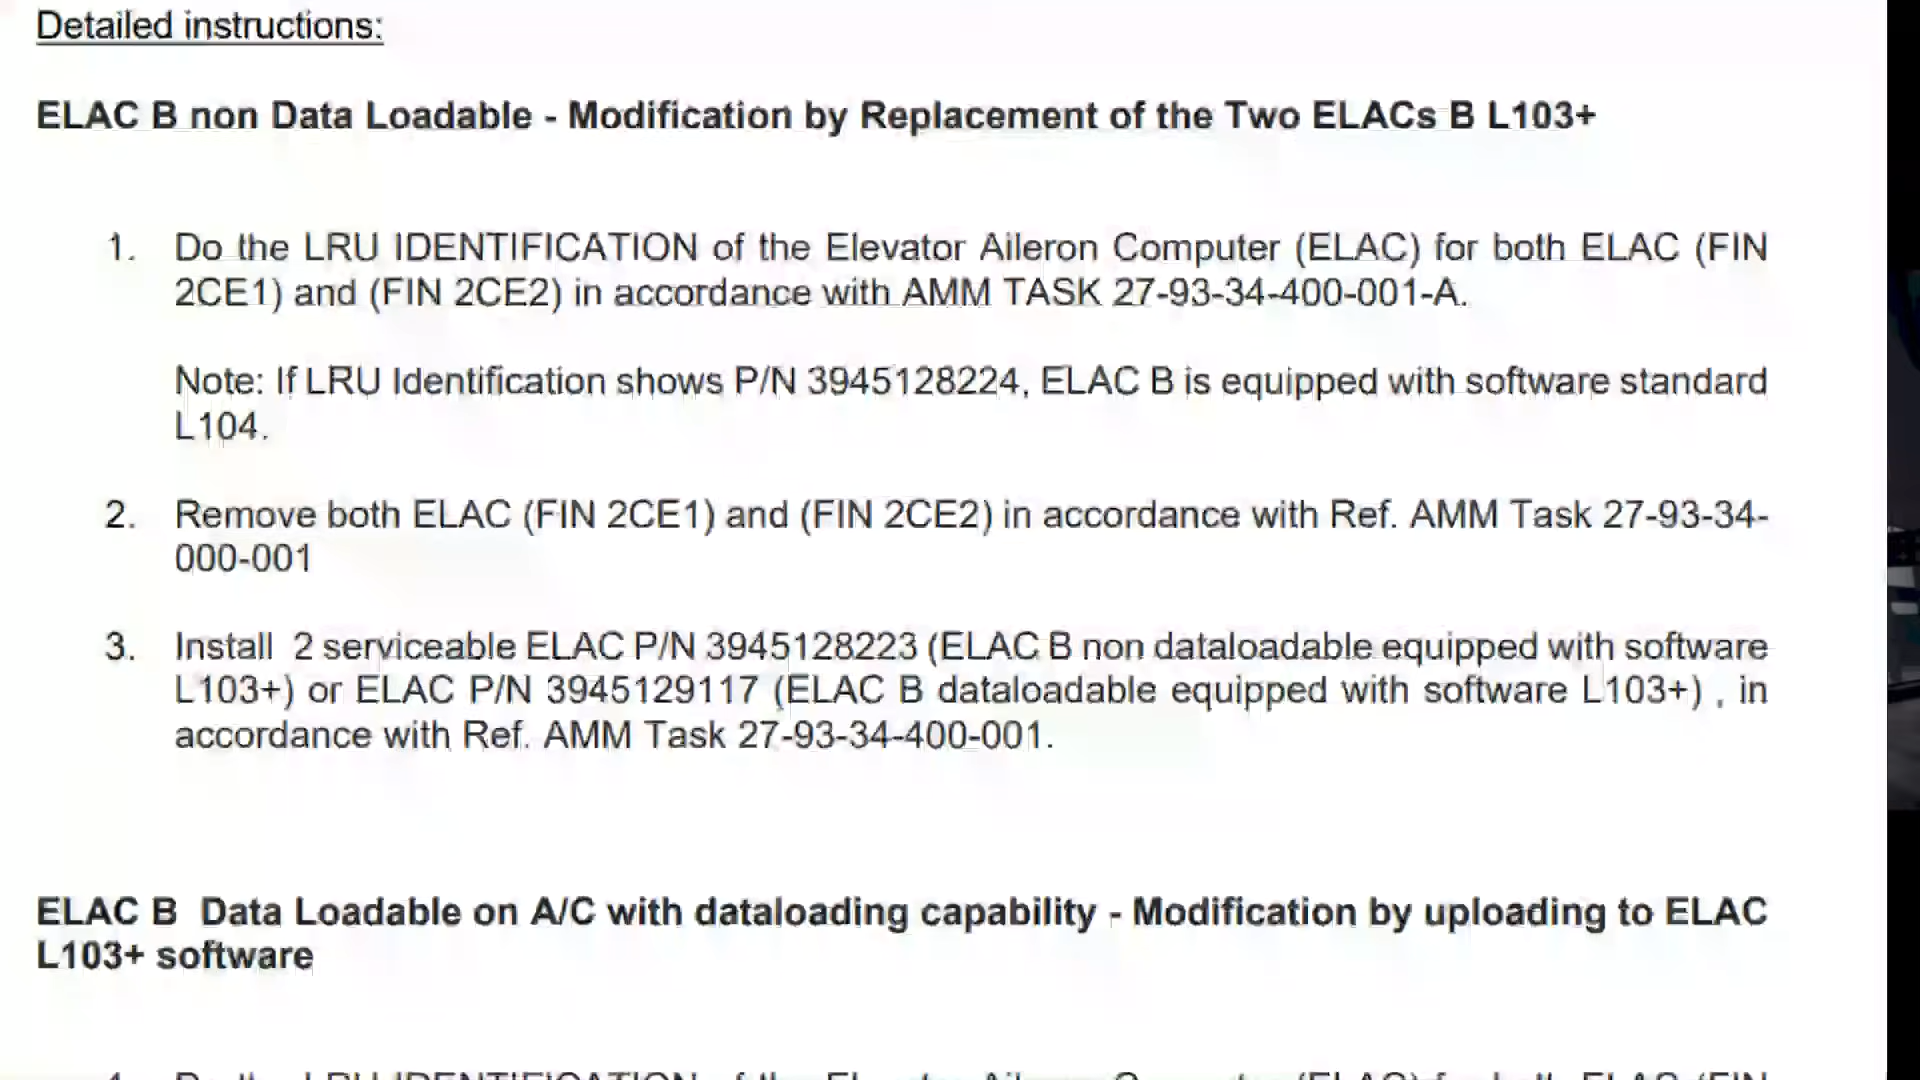 Detailed instructions:
ELAC B non Data Loadable - Modification by Replacement of the Two ELACs B L103+
1. Do the LRU IDENTIFICATION of the Elevator Aileron Computer (ELAC) for both ELAC (FIN
2CE1) and (FIN 2CE2) in accordance with AMM TASK 27-93-34-400-001-A.
Note: If LRU Identification shows P/N 3945128224, ELAC B is equipped with software standard
L104.
2. Remove both ELAC (FIN 2CE1) and (FIN 2CE2) in accordance with Ref. AMM Task 27-93-34-
000-001
3. Install 2 serviceable ELAC P/N 3945128223 (ELAC B non dataloadable equipped with software
L103+) or ELAC P/N 3945129117 (ELAC B dataloadable equipped with software L103+) , in
accordance with Ref. AMM Task 27-93-34-400-001.
ELAC B Data Loadable on A/C with dataloading capability - Modification by uploading to ELAC
L103+ software